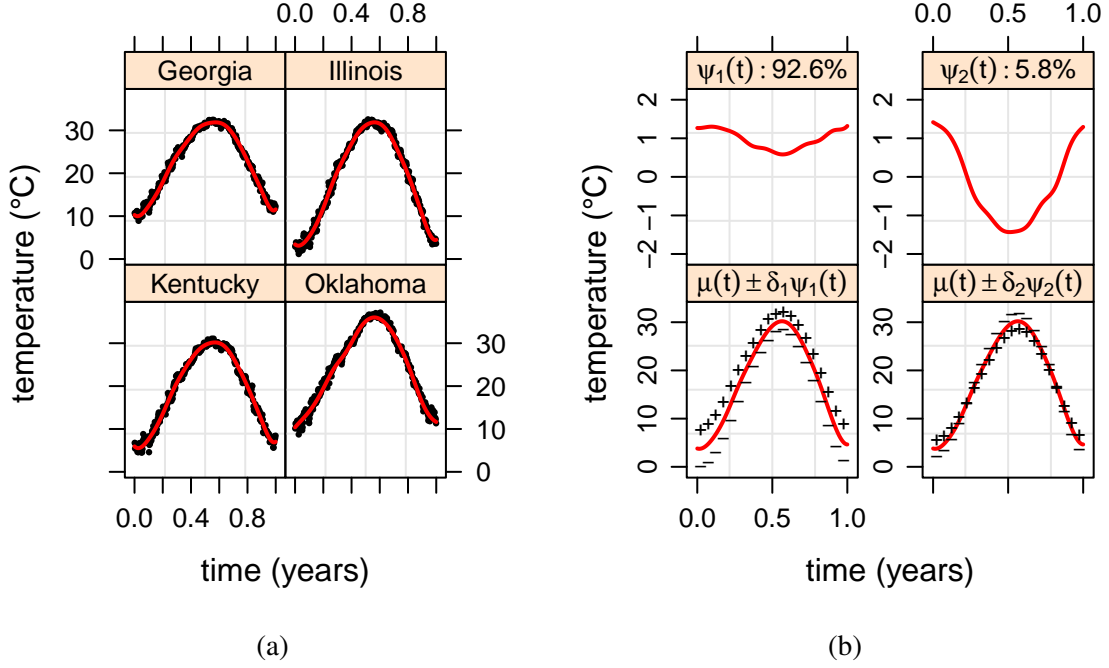 0.0 0.4 0.8
Georgia Illinois
30
20
10
0
Kentucky Oklahoma
30
20
10
0
0.0 0.4 0.8
temperature (°C)
time (years)
(a)
0.0 0.5 1.0
ψ1(t) : 92.6% ψ2(t) : 5.8%
2
1
0
−1
−2
μ(t) ± δ1ψ1(t) μ(t) ± δ2ψ2(t)
30
20
10
0
2
1
0
−1
−2
30
20
10
0
0.0 0.5 1.0
temperature (°C)
time (years)
(b)